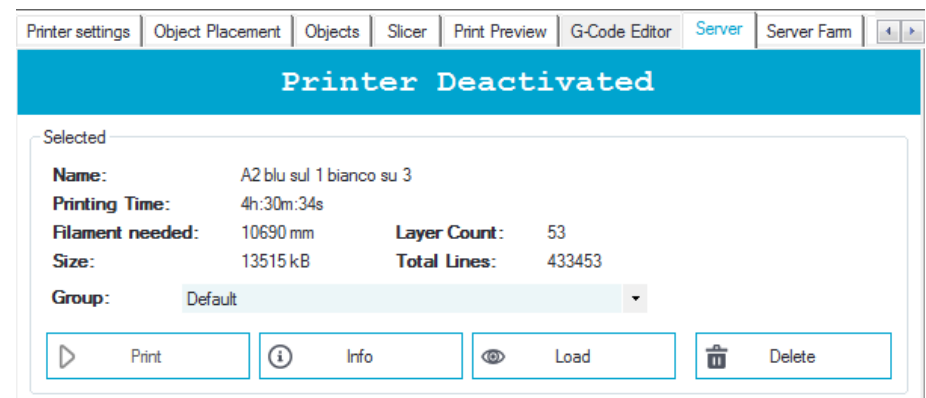 Printer settings Object Placement Objects Slicer Print Preview G-Code Editor Server Server Farm
Printer Deactivated
Selected
Name: A2 blu sul 1 bianco su 3
Printing Time: 4h:30m:34s
Filament needed: 10690 mm Layer Count: 53
Size: 13515 kB Total Lines: 433453
Group: Default
Print Info Load Delete